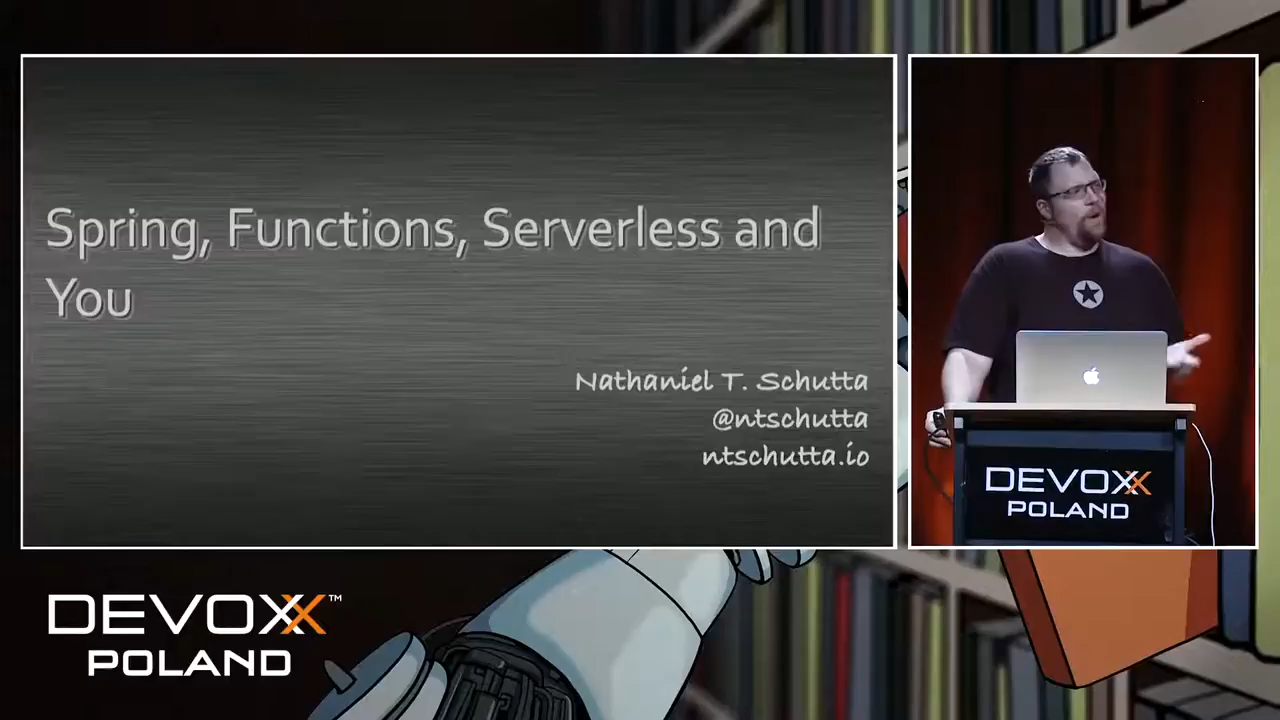 Spring, Functions, Serverless and
You
Nathaniel T. Schutta
@ntschutta
ntschutta.io
DEVOXX
POLAND
DEVOXX™
POLAND